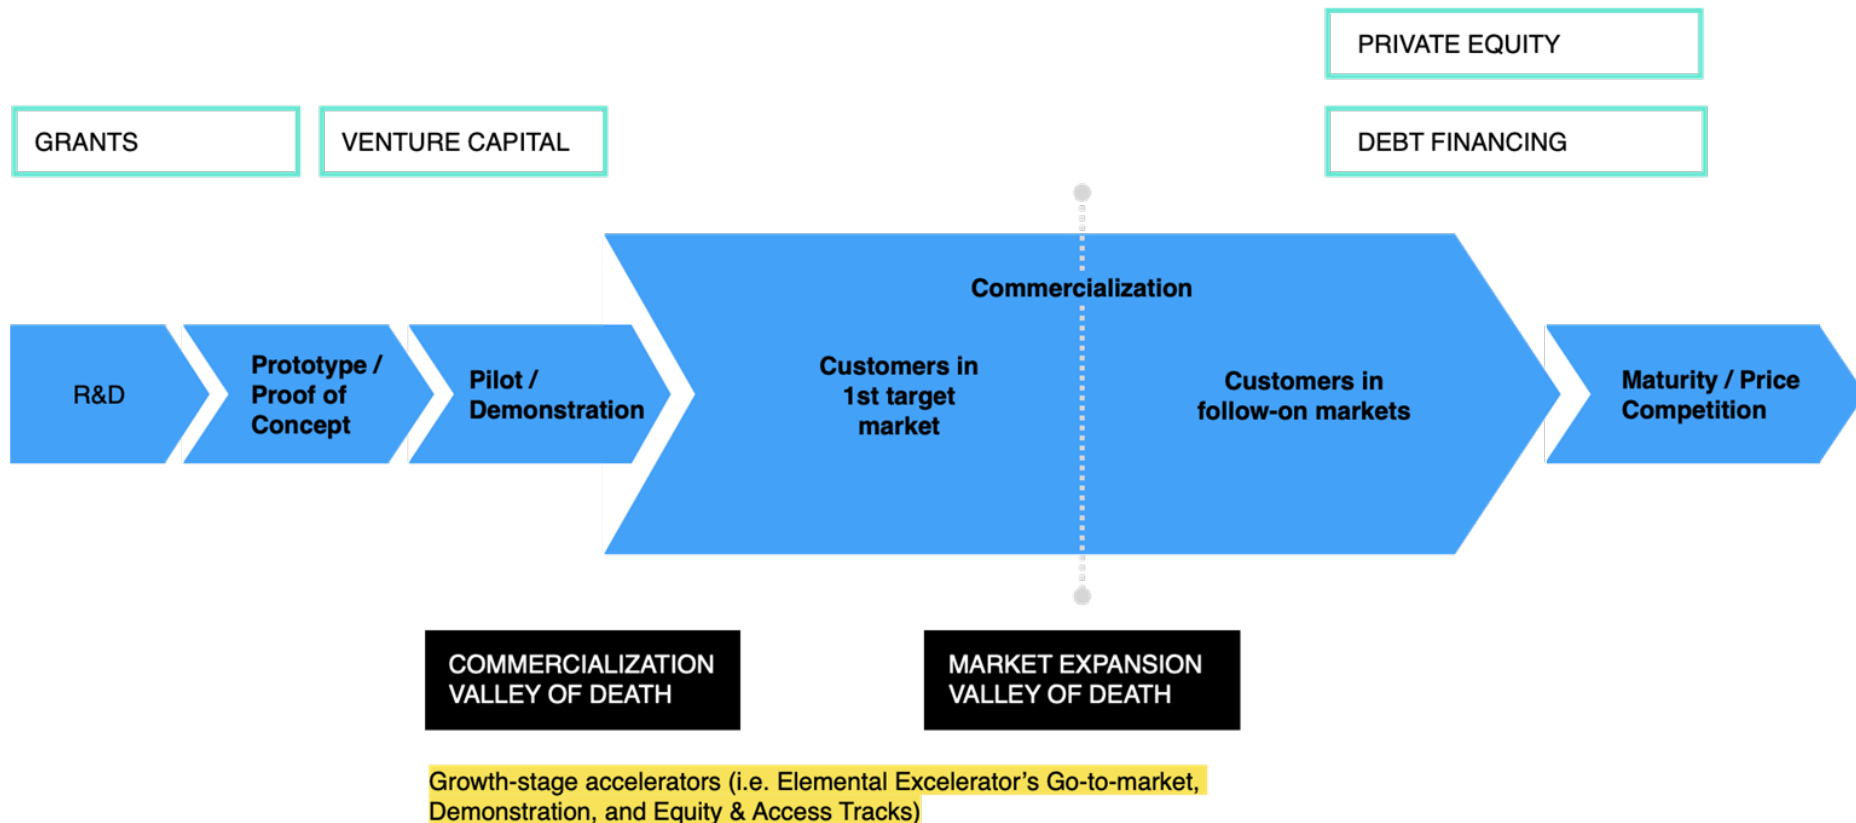 PRIVATE EQUITY
GRANTS
VENTURE CAPITAL
DEBT FINANCING
Commercialization
R&D
Prototype /
Proof of
Concept
Pilot /
Demonstration
Customers in
1st target
market
Customers in
follow-on markets
Maturity / Price
Competition
COMMERCIALIZATION
VALLEY OF DEATH
MARKET EXPANSION
VALLEY OF DEATH
Growth-stage accelerators (i.e. Elemental Excelerator’s Go-to-market,
Demonstration, and Equity & Access Tracks)